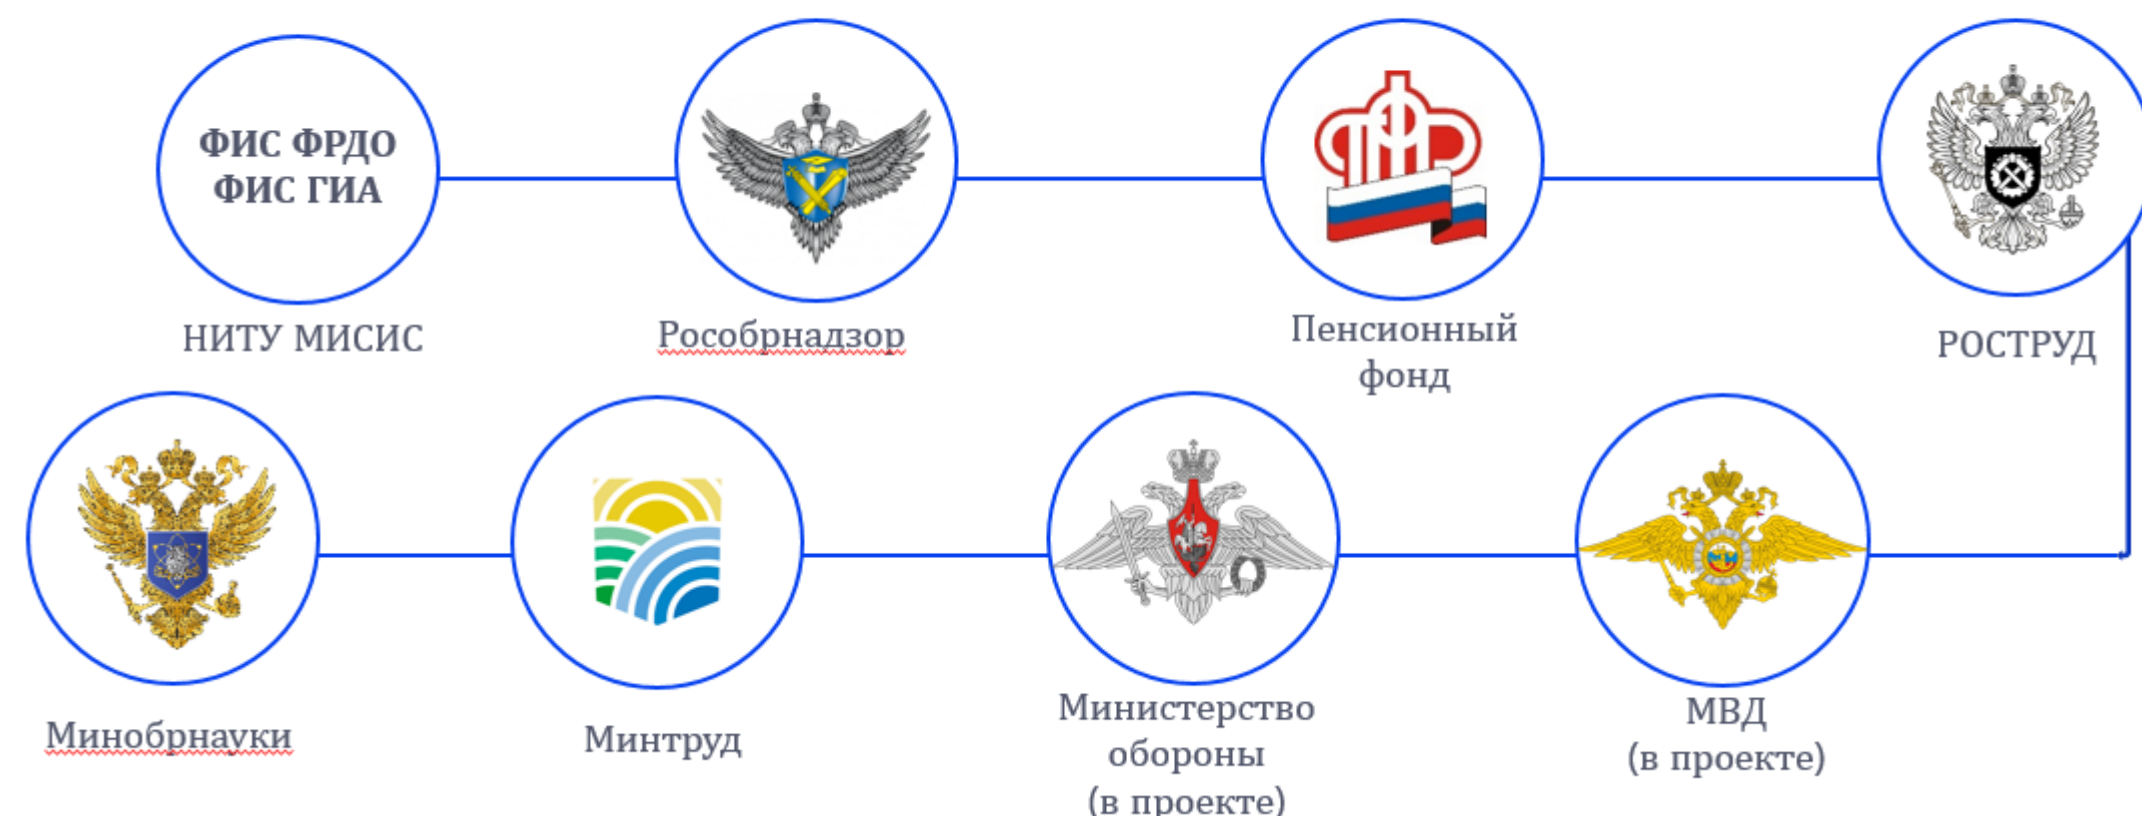 ФИС ФРДО
ФИС ГИА
НИТУ МИСИС
Рособрнадзор
Пенсионный
фонд
РОСТРУД
Минобрнауки
Минтруд
Министерство
обороны
(в проекте)
МВД
(в проекте)